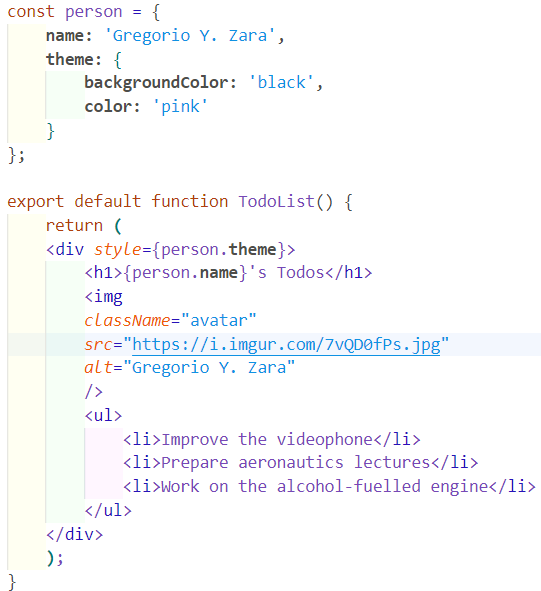 const person = {
    name: 'Gregorio Y. Zara',
    theme: {
        backgroundColor: 'black',
        color: 'pink'
    }
};

export default function TodoList() {
    return (
    <div style={person.theme}>
        <h1>{person.name}'s Todos</h1>
        <img
        className="avatar"
        src="https://i.imgur.com/7vQD0fPs.jpg"
        alt="Gregorio Y. Zara"
        />
        <ul>
            <li>Improve the videophone</li>
            <li>Prepare aeronautics lectures</li>
            <li>Work on the alcohol-fuelled engine</li>
        </ul>
    </div>
    );
}